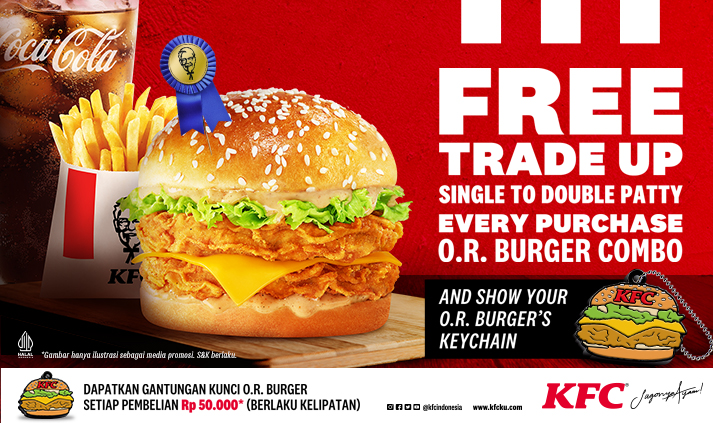 Coca-Cola
KFC
FREE
TRADE UP
SINGLE TO DOUBLE PATTY
EVERY PURCHASE
O.R. BURGER COMBO
AND SHOW YOUR
O.R. BURGER'S
KEYCHAIN
KFC
HALAL
*Gambar hanya ilustrasi sebagai media promosi. S&K berlaku.
KFC
DAPATKAN GANTUNGAN KUNCI O.R. BURGER
SETIAP PEMBELIAN Rp 50.000* (BERLAKU KELIPATAN)
@kfcindonesia
www.kfcku.com
KFC
Jagonya Ayam!